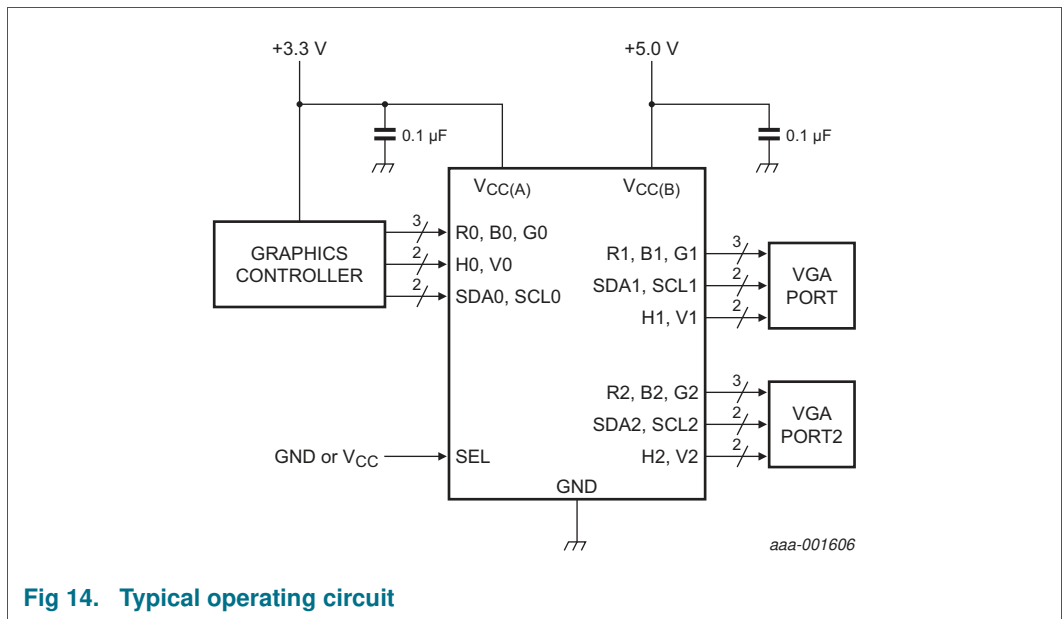 +3.3 V
+5.0 V
0.1 µF
0.1 µF
VCC(A)
VCC(B)
GRAPHICS
CONTROLLER
3
R0, B0, G0
2
H0, V0
2
SDA0, SCL0
R1, B1, G1
3
SDA1, SCL1
2
H1, V1
2
VGA
PORT
R2, B2, G2
3
SDA2, SCL2
2
H2, V2
2
VGA
PORT2
GND or VCC
SEL
GND
aaa-001606
Fig 14. Typical operating circuit